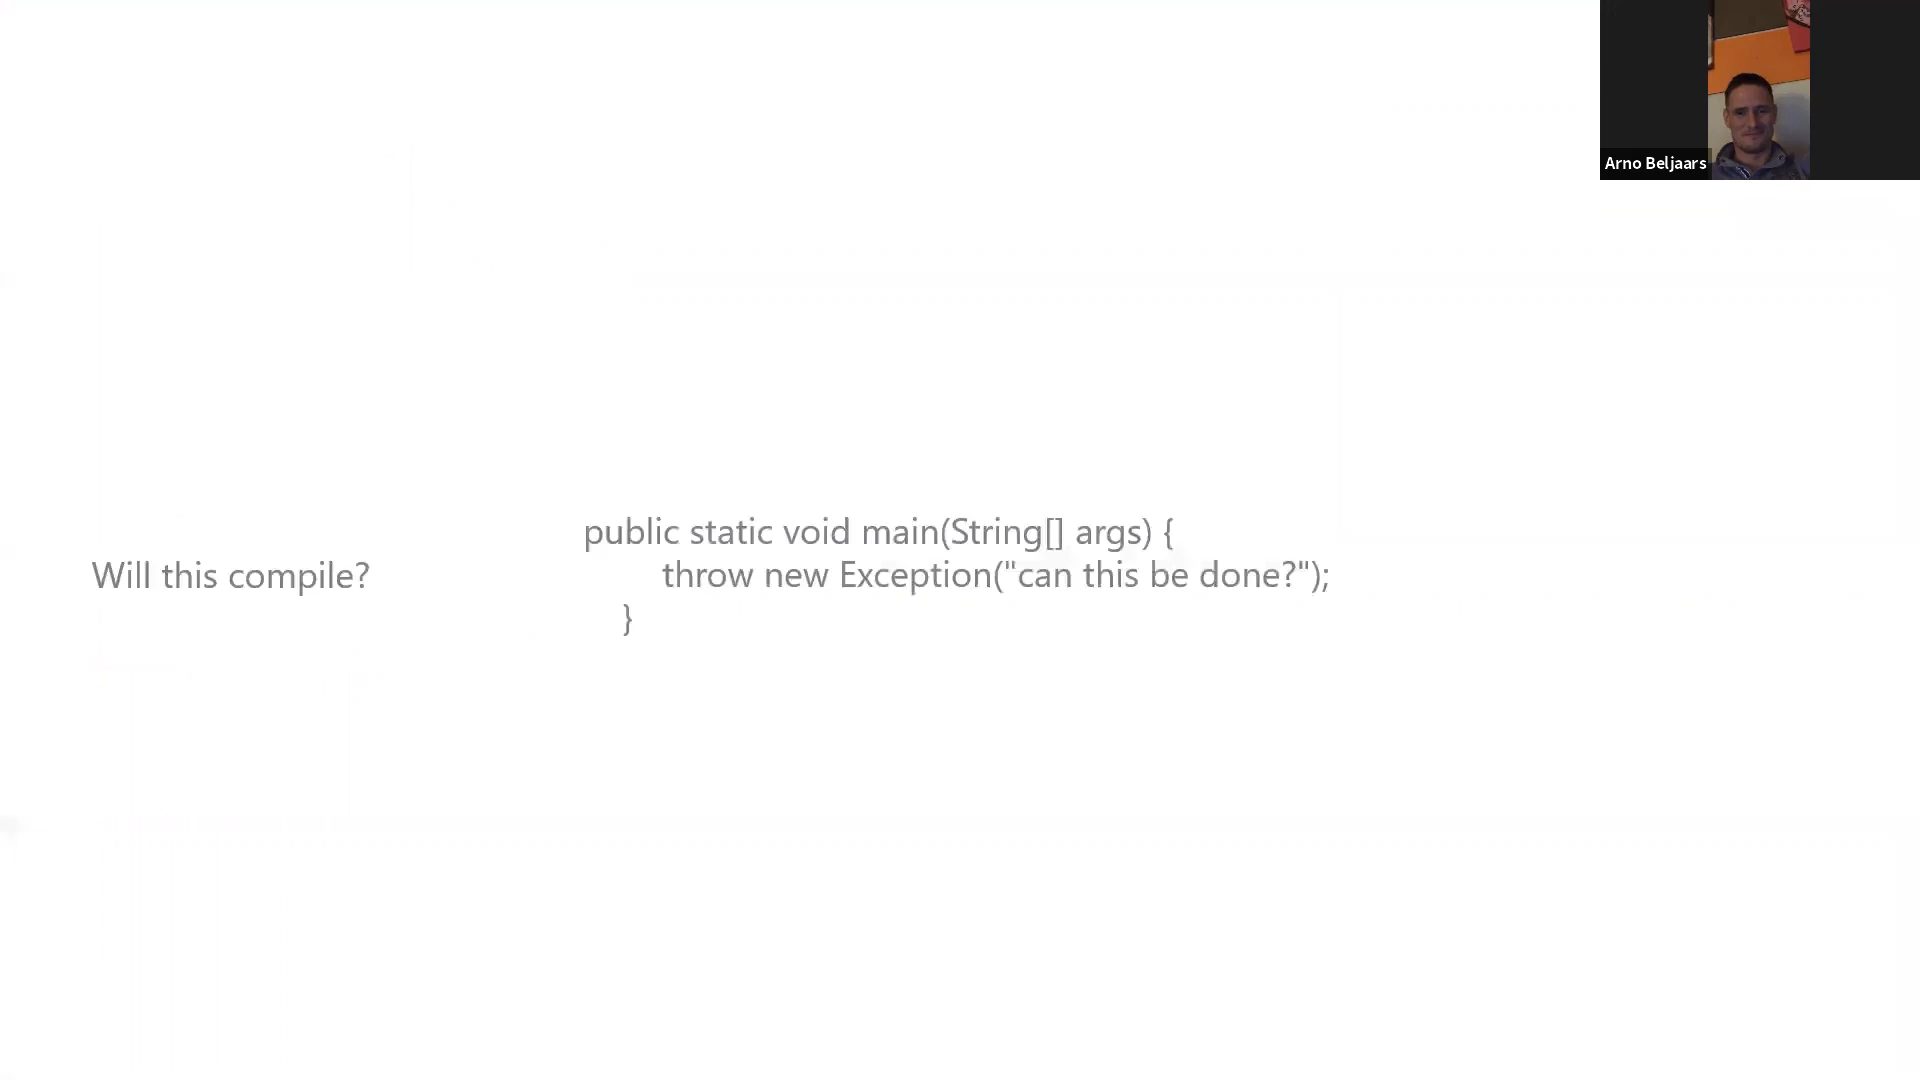 Arno Beljaars
public static void main(String[] args) {
Will this compile?
throw new Exception("can this be done?");
}